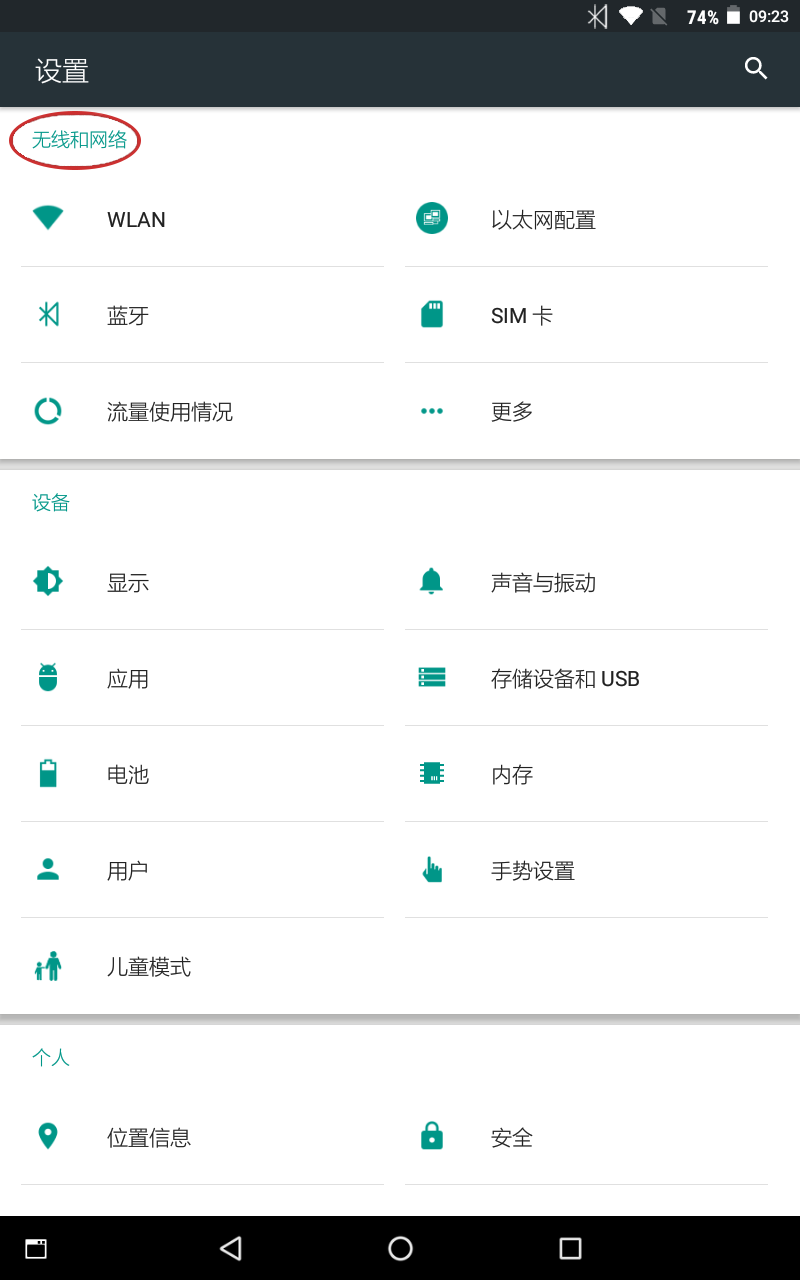 74% 09:23
设置
无线和网络
WLAN 以太网配置
蓝牙 SIM 卡
流量使用情况 更多
设备
显示 声音与振动
应用 存储设备和 USB
电池 内存
用户 手势设置
儿童模式
个人
位置信息 安全